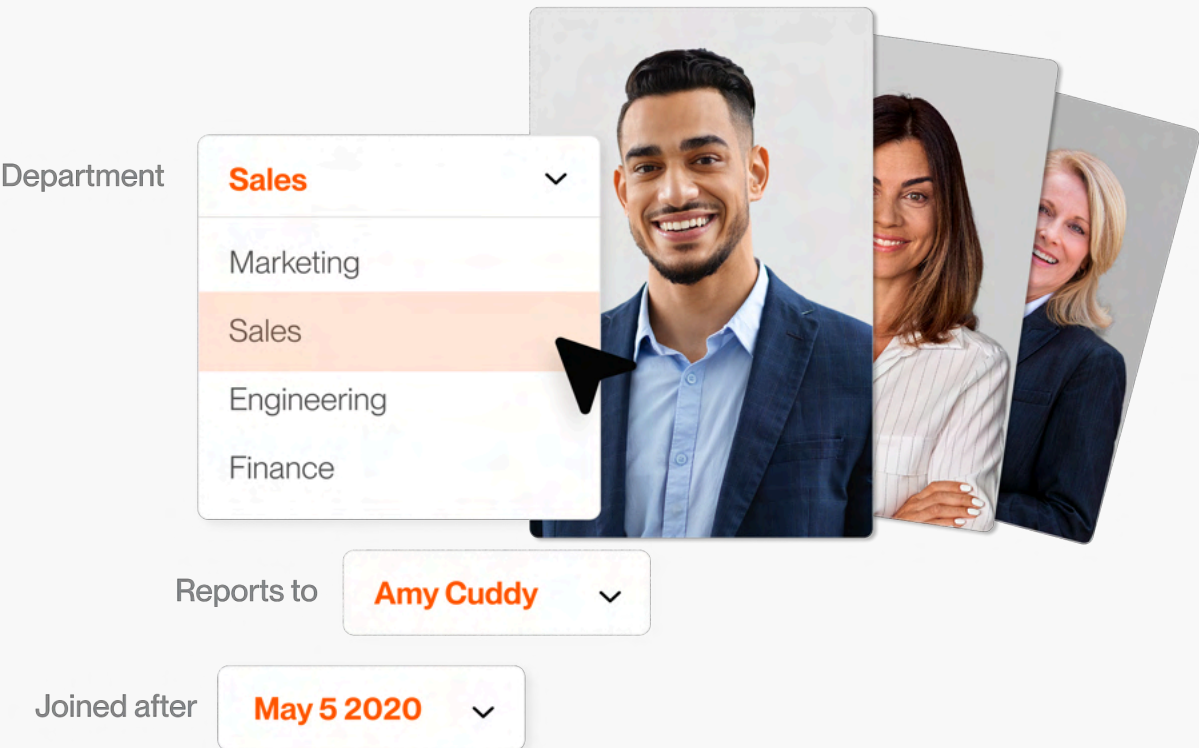 Department
Sales
Marketing
Sales
Engineering
Finance
Reports to
Amy Cuddy
Joined after
May 5 2020